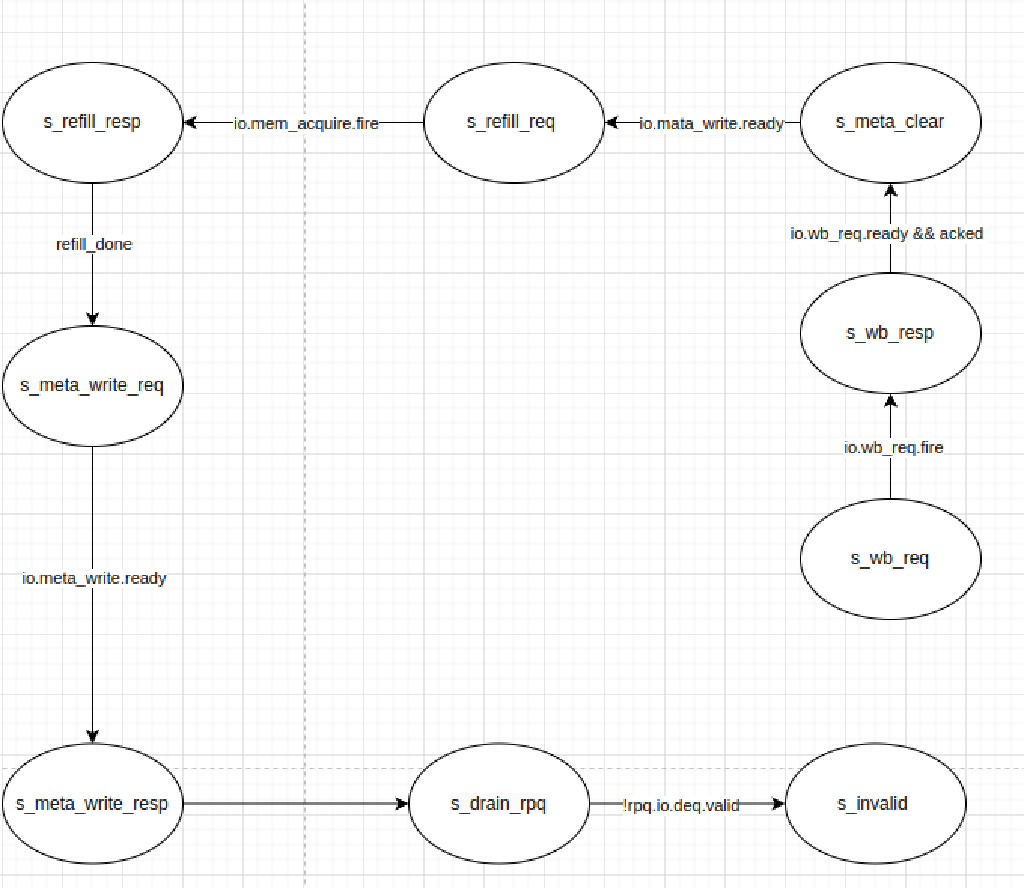 s_refill_resp
io.mem_acquire.fire
s_refill_req
io.mata_write.ready
s_meta_clear
refill_done
io.wb_req.ready && acked
s_wb_resp
s_meta_write_req
io.wb_req.fire
s_wb_req
io.meta_write.ready
s_meta_write_resp
s_drain_rpq
!rpq.io.deq.valid
s_invalid